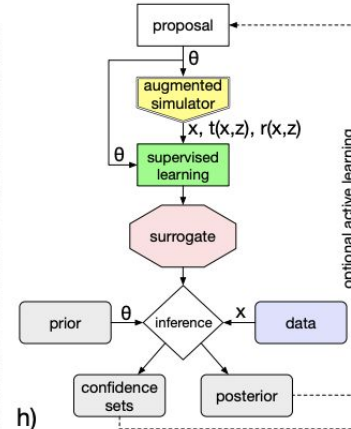 proposal
θ
augmented
simulator
x, t(x,z), r(x,z)
θ
supervised
learning
optional active learning
surrogate
prior
θ
inference
x
data
confidence
sets
posterior
h)